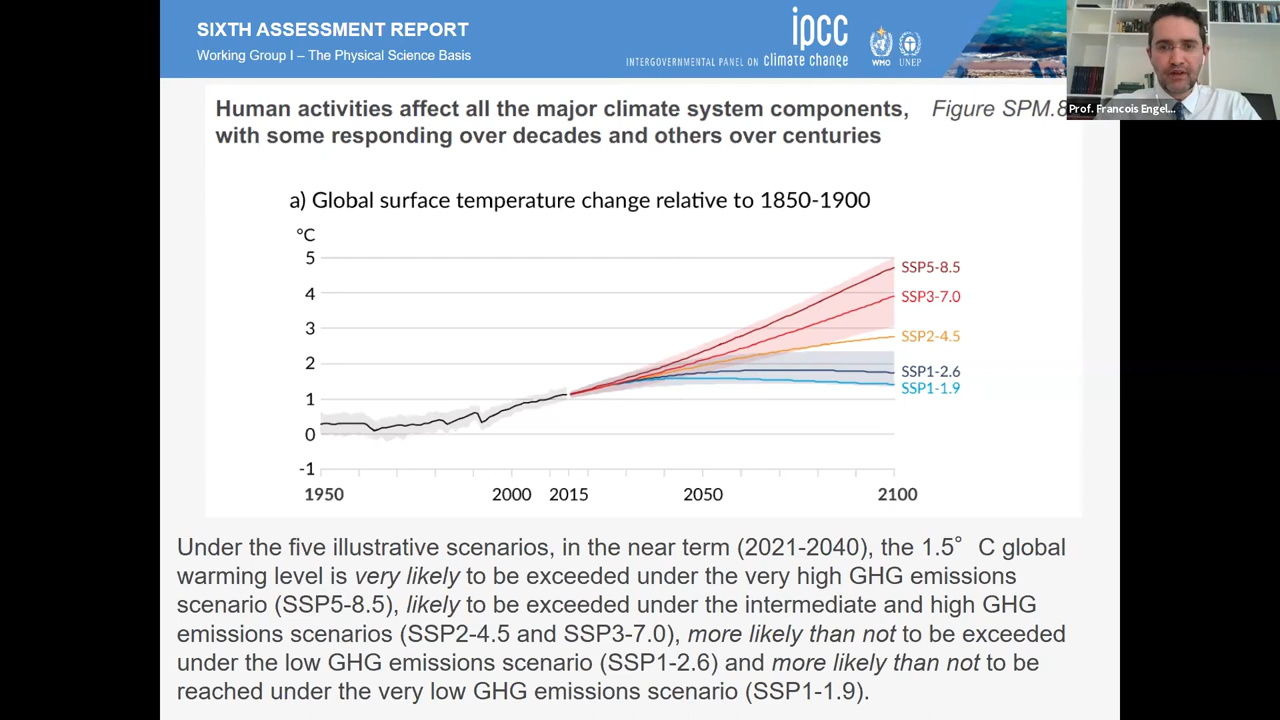 SIXTH ASSESSMENT REPORT
Working Group I – The Physical Science Basis
ipcc
INTERGOVERNMENTAL PANEL ON climate change
WMO UNEP
Prof. Francois Engel...
Human activities affect all the major climate system components,
with some responding over decades and others over centuries
Figure SPM.8
a) Global surface temperature change relative to 1850-1900
°C
5
4
3
2
1
0
-1
SSP5-8.5
SSP3-7.0
SSP2-4.5
SSP1-2.6
SSP1-1.9
1950 2000 2015 2050 2100
Under the five illustrative scenarios, in the near term (2021-2040), the 1.5° C global
warming level is very likely to be exceeded under the very high GHG emissions
scenario (SSP5-8.5), likely to be exceeded under the intermediate and high GHG
emissions scenarios (SSP2-4.5 and SSP3-7.0), more likely than not to be exceeded
under the low GHG emissions scenario (SSP1-2.6) and more likely than not to be
reached under the very low GHG emissions scenario (SSP1-1.9).